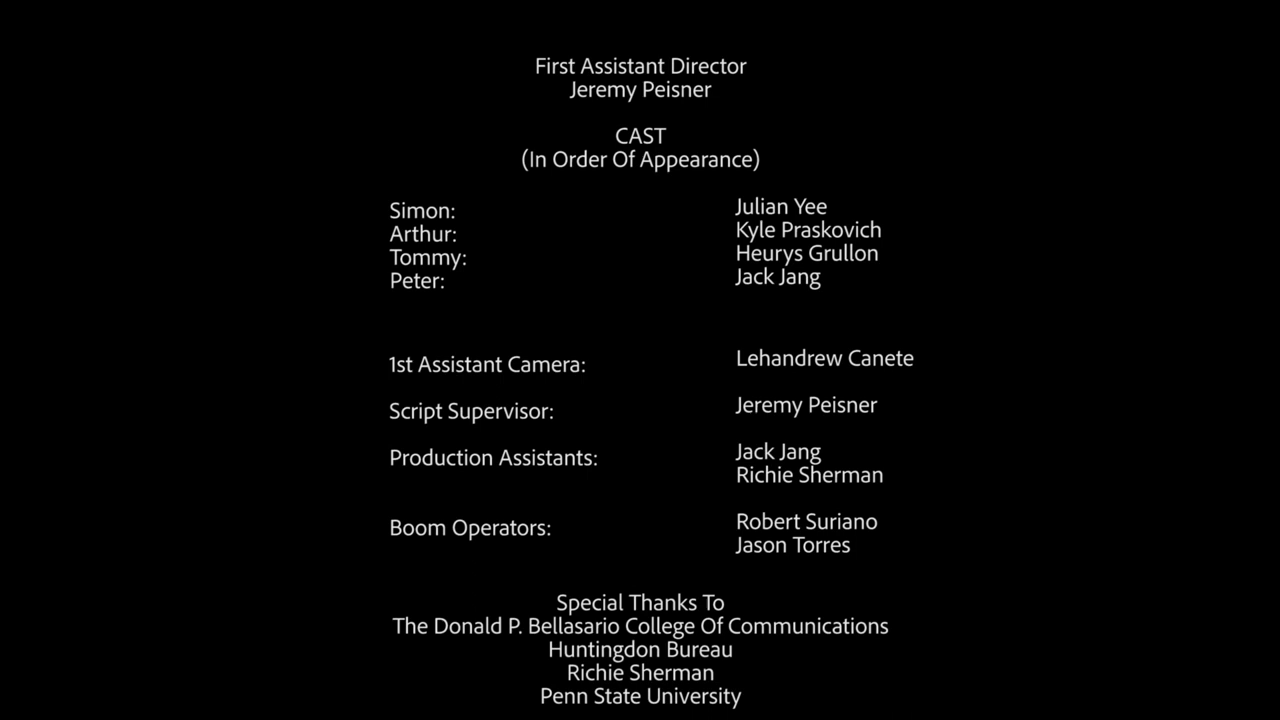 First Assistant Director
Jeremy Peisner
CAST
(In Order Of Appearance)
Simon: Julian Yee
Arthur: Kyle Praskovich
Tommy: Heurys Grullon
Peter: Jack Jang
1st Assistant Camera: Lehandrew Canete
Script Supervisor: Jeremy Peisner
Production Assistants: Jack Jang
Richie Sherman
Boom Operators: Robert Suriano
Jason Torres
Special Thanks To
The Donald P. Bellasario College Of Communications
Huntingdon Bureau
Richie Sherman
Penn State University